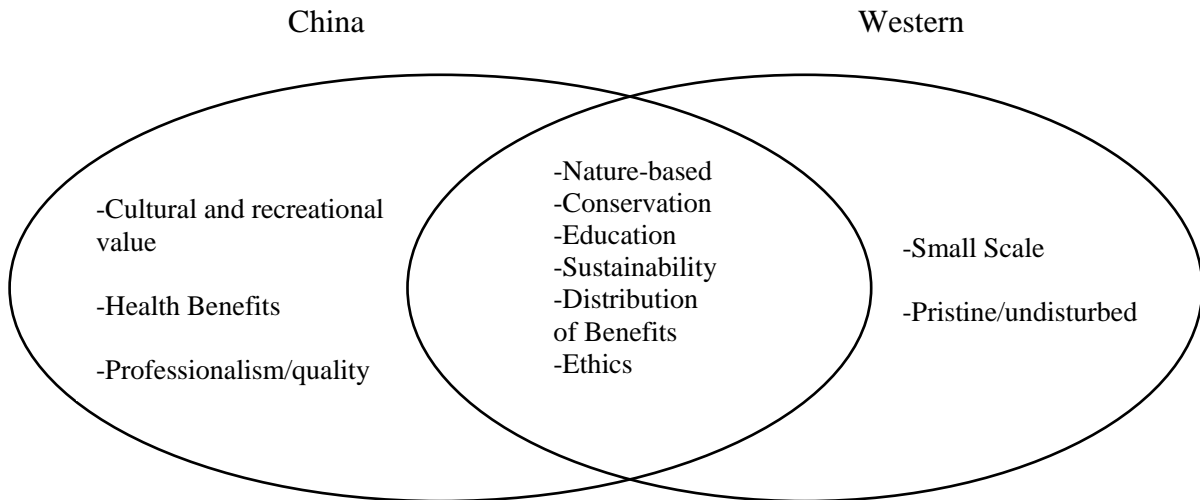 China
Western
-Cultural and recreational
value
-Health Benefits
-Professionalism/quality
-Nature-based
-Conservation
-Education
-Sustainability
-Distribution
of Benefits
-Ethics
-Small Scale
-Pristine/undisturbed